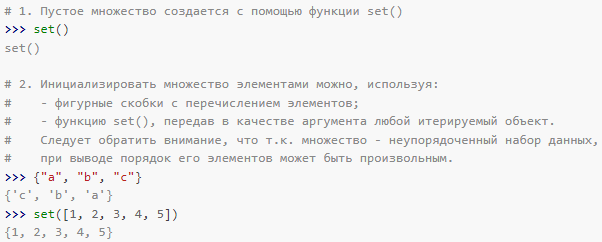 # 1. Пустое множество создается с помощью функции set()
>>> set()
set()
# 2. Инициализировать множество элементами можно, используя:
#    - фигурные скобки с перечислением элементов;
#    - функцию set(), передав в качестве аргумента любой итерируемый объект.
#    Следует обратить внимание, что т.к. множество - неупорядоченный набор данных,
#    при выводе порядок его элементов может быть произвольным.
>>> {"a", "b", "c"}
{'c', 'b', 'a'}
>>> set([1, 2, 3, 4, 5])
{1, 2, 3, 4, 5}